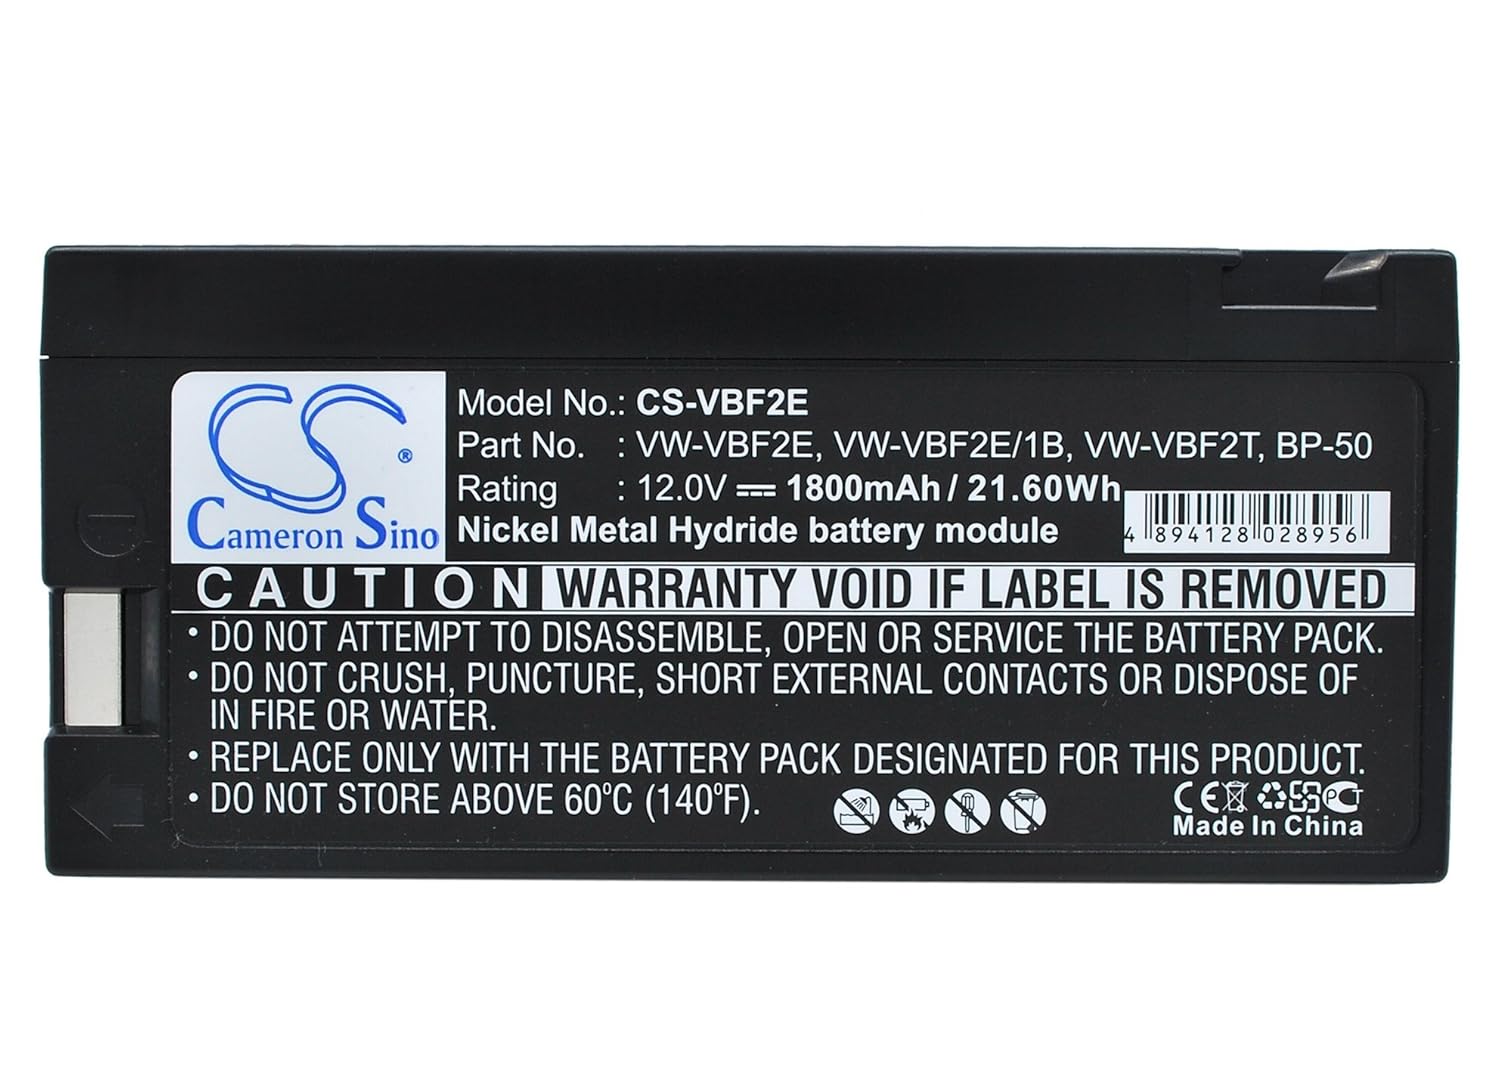 CS
®
Cameron Sino
Model No.: CS-VBF2E
Part No. : VW-VBF2E, VW-VBF2E/1B, VW-VBF2T, BP-50
Rating : 12.0V ⎓ 1800mAh / 21.60Wh
Nickel Metal Hydride battery module
4 894128 028956
CAUTION WARRANTY VOID IF LABEL IS REMOVED
• DO NOT ATTEMPT TO DISASSEMBLE, OPEN OR SERVICE THE BATTERY PACK.
• DO NOT CRUSH, PUNCTURE, SHORT EXTERNAL CONTACTS OR DISPOSE OF
IN FIRE OR WATER.
• REPLACE ONLY WITH THE BATTERY PACK DESIGNATED FOR THIS PRODUCT.
• DO NOT STORE ABOVE 60ºC (140ºF).
CE
PCT
Made In China